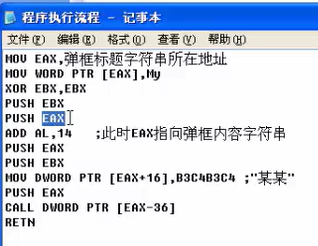 程序执行流程 - 记事本
文件(F) 编辑(E) 格式(O) 查看(V) 帮助(H)
MOV EAX,弹框标题字符串所在地址
MOV WORD PTR [EAX],My
XOR EBX,EBX
PUSH EBX
PUSH EAX
ADD AL,14 ;此时EAX指向弹框内容字符串
PUSH EAX
PUSH EBX
MOV DWORD PTR [EAX+16],B3C4B3C4 ;"某某"
PUSH EAX
CALL DWORD PTR [EAX-36]
RETN